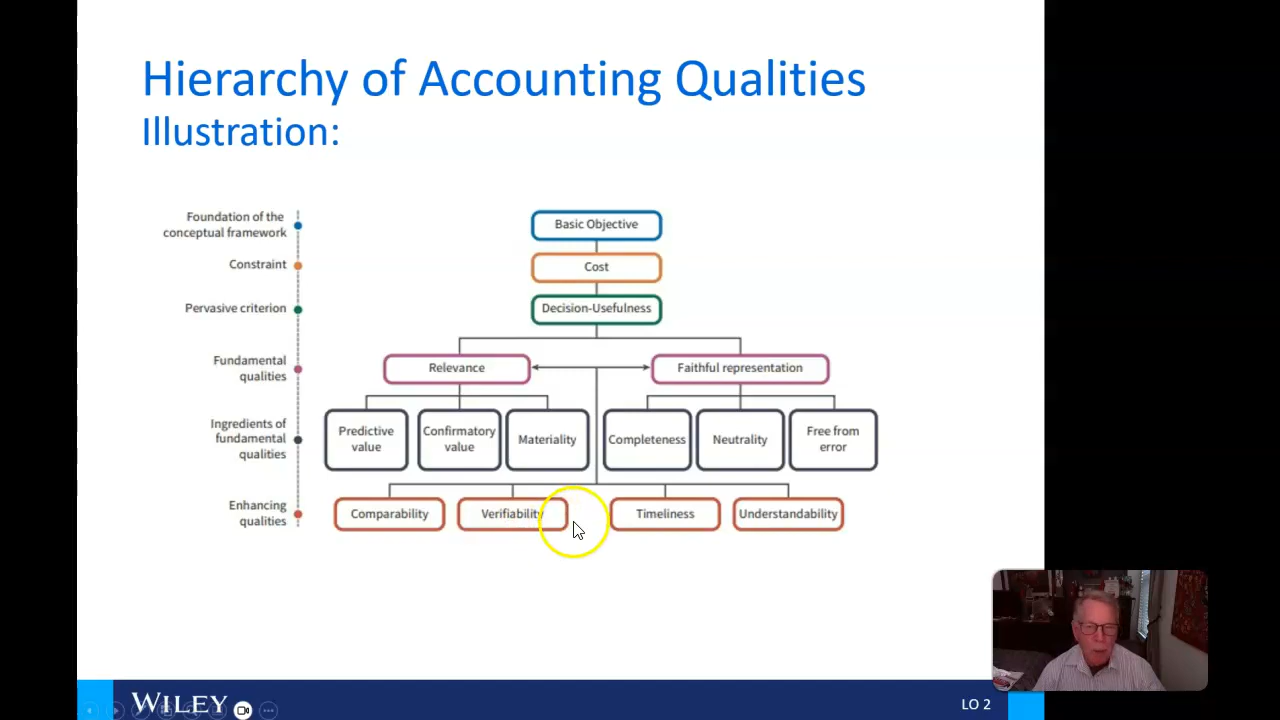 Hierarchy of Accounting Qualities
Illustration:
Foundation of the
conceptual framework
Basic Objective
Constraint
Cost
Pervasive criterion
Decision-Usefulness
Fundamental
qualities
Relevance
Faithful representation
Ingredients of
fundamental
qualities
Predictive
value
Confirmatory
value
Materiality
Completeness
Neutrality
Free from
error
Enhancing
qualities
Comparability
Verifiability
Timeliness
Understandability
WILEY
LO 2